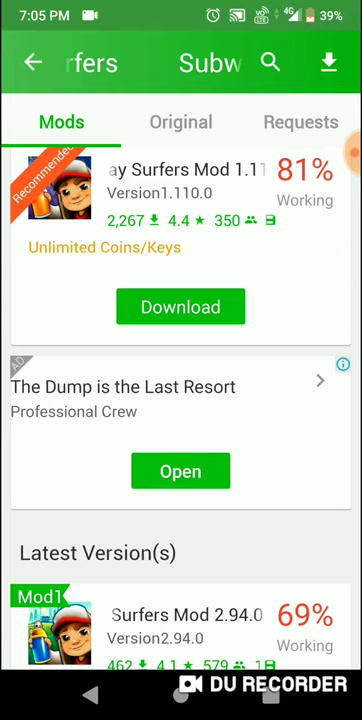 7:05 PM 4G 39%
rfers Subw
Mods Original Requests
Recommended
ay Surfers Mod 1.11 81%
Version1.110.0 Working
2,267 4.4 350
Unlimited Coins/Keys
Download
AD
The Dump is the Last Resort
Professional Crew
Open
Latest Version(s)
Mod1
Surfers Mod 2.94.0 69%
Version2.94.0 Working
462 4.1 579 18
DU RECORDER